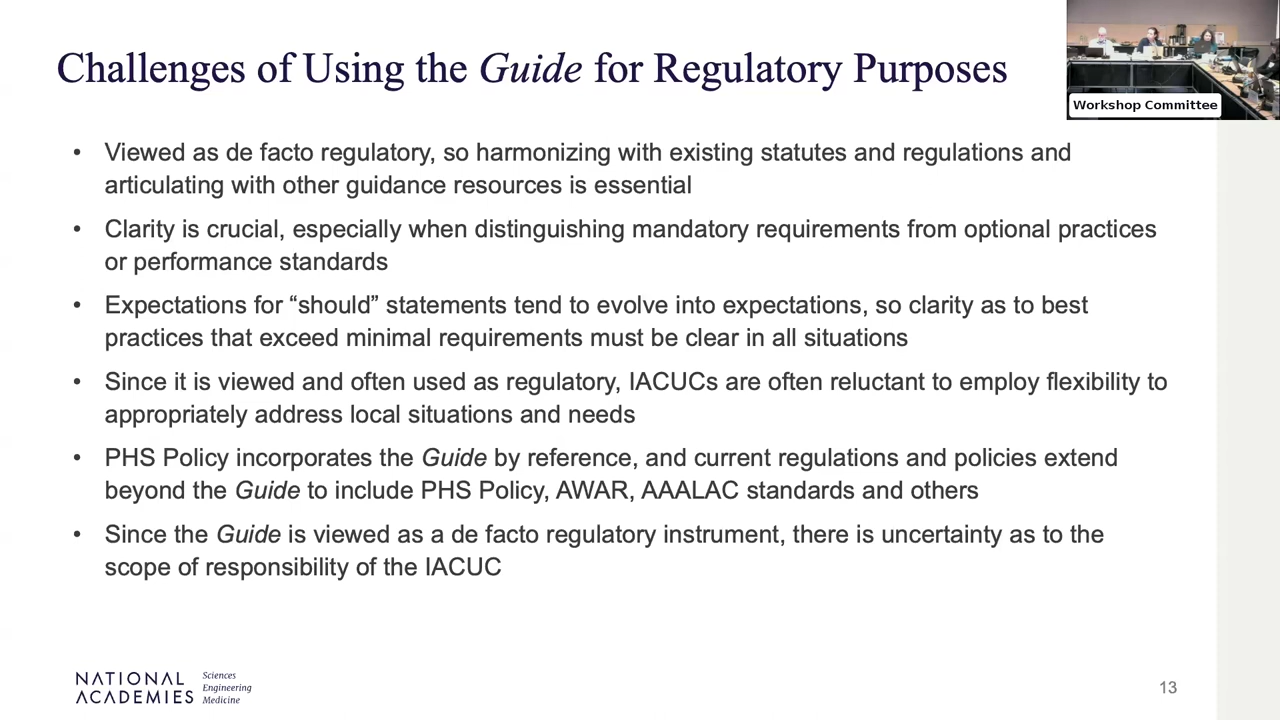 Challenges of Using the Guide for Regulatory Purposes
Workshop Committee
• Viewed as de facto regulatory, so harmonizing with existing statutes and regulations and
articulating with other guidance resources is essential
• Clarity is crucial, especially when distinguishing mandatory requirements from optional practices
or performance standards
• Expectations for “should” statements tend to evolve into expectations, so clarity as to best
practices that exceed minimal requirements must be clear in all situations
• Since it is viewed and often used as regulatory, IACUCs are often reluctant to employ flexibility to
appropriately address local situations and needs
• PHS Policy incorporates the Guide by reference, and current regulations and policies extend
beyond the Guide to include PHS Policy, AWAR, AAALAC standards and others
• Since the Guide is viewed as a de facto regulatory instrument, there is uncertainty as to the
scope of responsibility of the IACUC
NATIONAL
ACADEMIES
Sciences
Engineering
Medicine
13